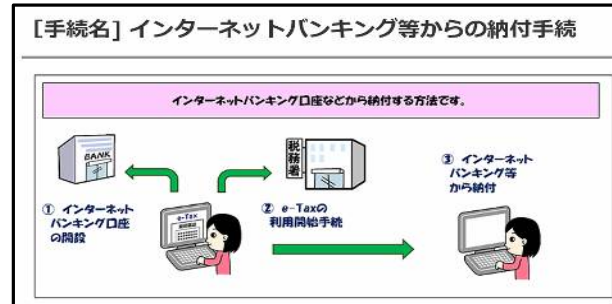 [手続名] インターネットバンキング等からの納付手続
インターネットバンキング口座などから納付する方法です。
BANK
税務署
① インターネット
バンキング口座
の開設
e-Tax
② e-Taxの
利用開始手続
③ インターネット
バンキング等
から納付